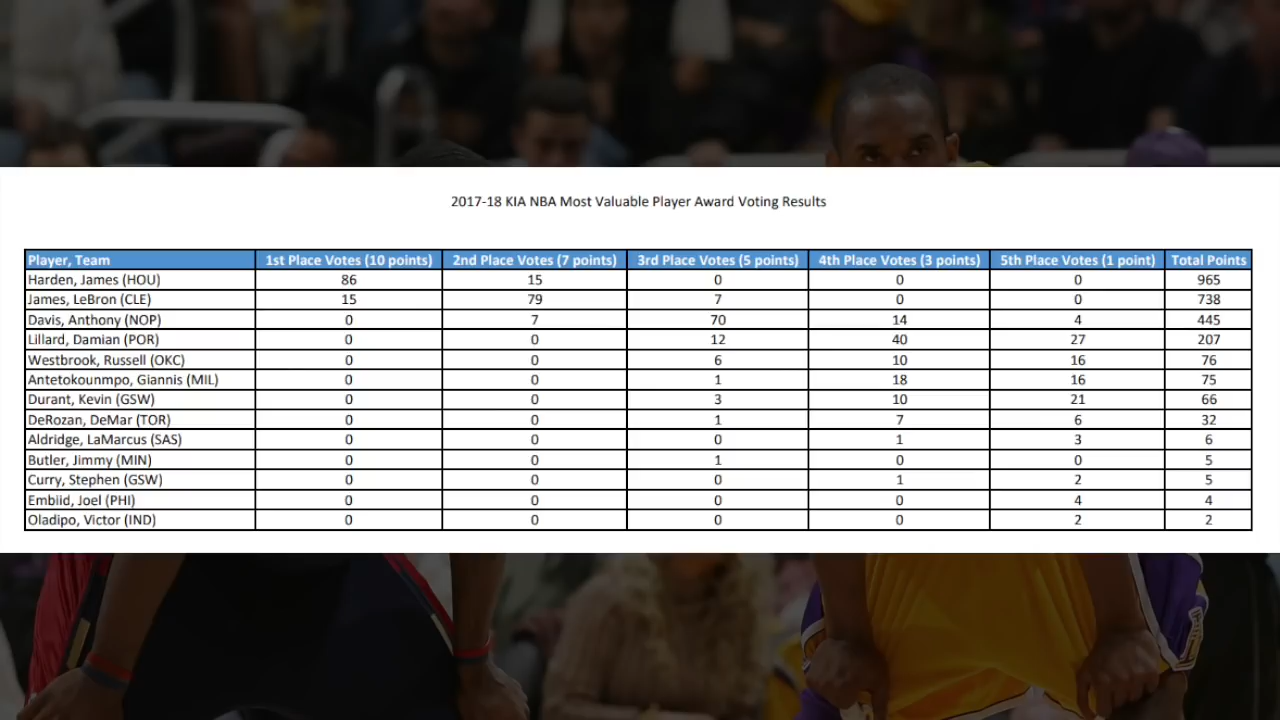 2017-18 KIA NBA Most Valuable Player Award Voting Results
Player, Team 1st Place Votes (10 points) 2nd Place Votes (7 points) 3rd Place Votes (5 points) 4th Place Votes (3 points) 5th Place Votes (1 point) Total Points
Harden, James (HOU) 86 15 0 0 0 965
James, LeBron (CLE) 15 79 7 0 0 738
Davis, Anthony (NOP) 0 7 70 14 4 445
Lillard, Damian (POR) 0 0 12 40 27 207
Westbrook, Russell (OKC) 0 0 6 10 16 76
Antetokounmpo, Giannis (MIL) 0 0 1 18 16 75
Durant, Kevin (GSW) 0 0 3 10 21 66
DeRozan, DeMar (TOR) 0 0 1 7 6 32
Aldridge, LaMarcus (SAS) 0 0 0 1 3 6
Butler, Jimmy (MIN) 0 0 1 0 0 5
Curry, Stephen (GSW) 0 0 0 1 2 5
Embiid, Joel (PHI) 0 0 0 0 4 4
Oladipo, Victor (IND) 0 0 0 0 2 2